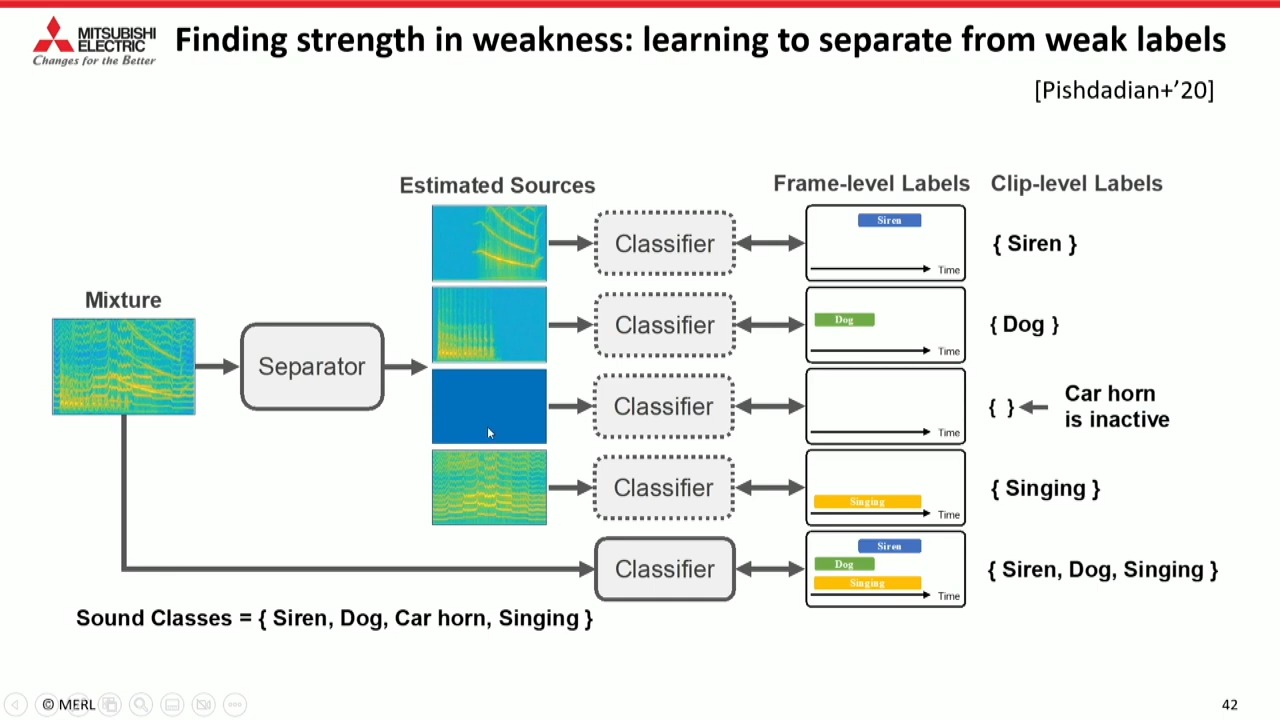 MITSUBISHI
ELECTRIC
Changes for the Better
Finding strength in weakness: learning to separate from weak labels
[Pishdadian+’20]
Estimated Sources
Frame-level Labels
Clip-level Labels
Mixture
Separator
Classifier
Siren
Time
{ Siren }
Classifier
Dog
Time
{ Dog }
Classifier
Time
{ }
Car horn
is inactive
Classifier
Singing
Time
{ Singing }
Classifier
Siren
Dog
Singing
Time
{ Siren, Dog, Singing }
Sound Classes = { Siren, Dog, Car horn, Singing }
© MERL
42